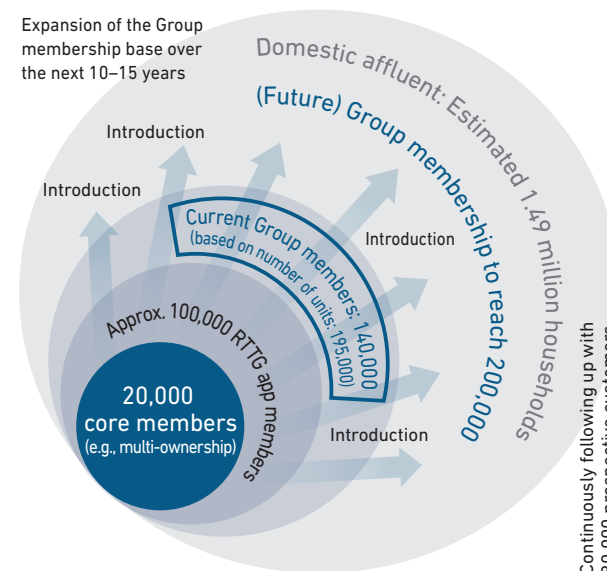 Expansion of the Group
membership base over
the next 10–15 years
Domestic affluent: Estimated 1.49 million households
(Future) Group membership to reach 200,000
Introduction
Introduction
Introduction
Introduction
Current Group members: 140,000
(based on number of units: 195,000)
Approx. 100,000 RTTG app members
20,000
core members
(e.g., multi-ownership)
Continuously following up with